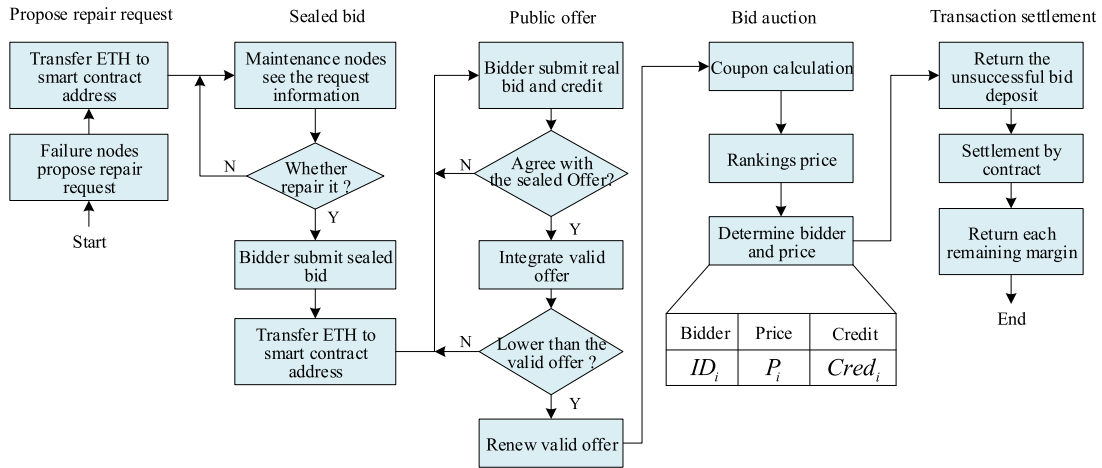 Propose repair request
Sealed bid
Public offer
Bid auction
Transaction settlement
Transfer ETH to
smart contract
address
Failure nodes
propose repair
request
Start
Maintenance nodes
see the request
information
N
Whether
repair it ?
Y
Bidder submit sealed
bid
Transfer ETH to
smart contract
address
Bidder submit real
bid and credit
N
Agree with
the sealed Offer?
Y
Integrate valid
offer
N
Lower than the
valid offer ?
Y
Renew valid offer
Coupon calculation
Rankings price
Determine bidder
and price
Bidder Price Credit
ID_i P_i Cred_i
Return the
unsuccessful bid
deposit
Settlement by
contract
Return each
remaining margin
End